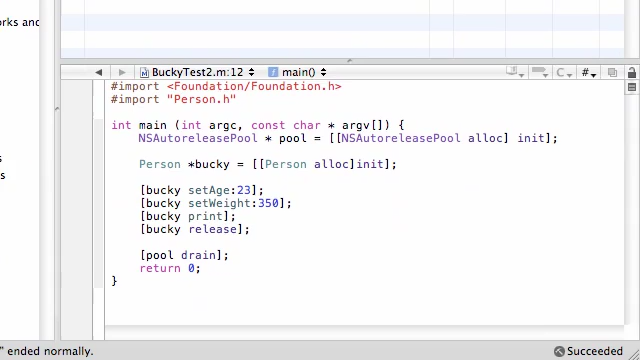 orks and
BuckyTest2.m:12 main()
#import <Foundation/Foundation.h>
#import "Person.h"
int main (int argc, const char * argv[]) {
NSAutoreleasePool * pool = [[NSAutoreleasePool alloc] init];
Person *bucky = [[Person alloc]init];
[bucky setAge:23];
[bucky setWeight:350];
[bucky print];
[bucky release];
[pool drain];
return 0;
}
" ended normally.
Succeeded